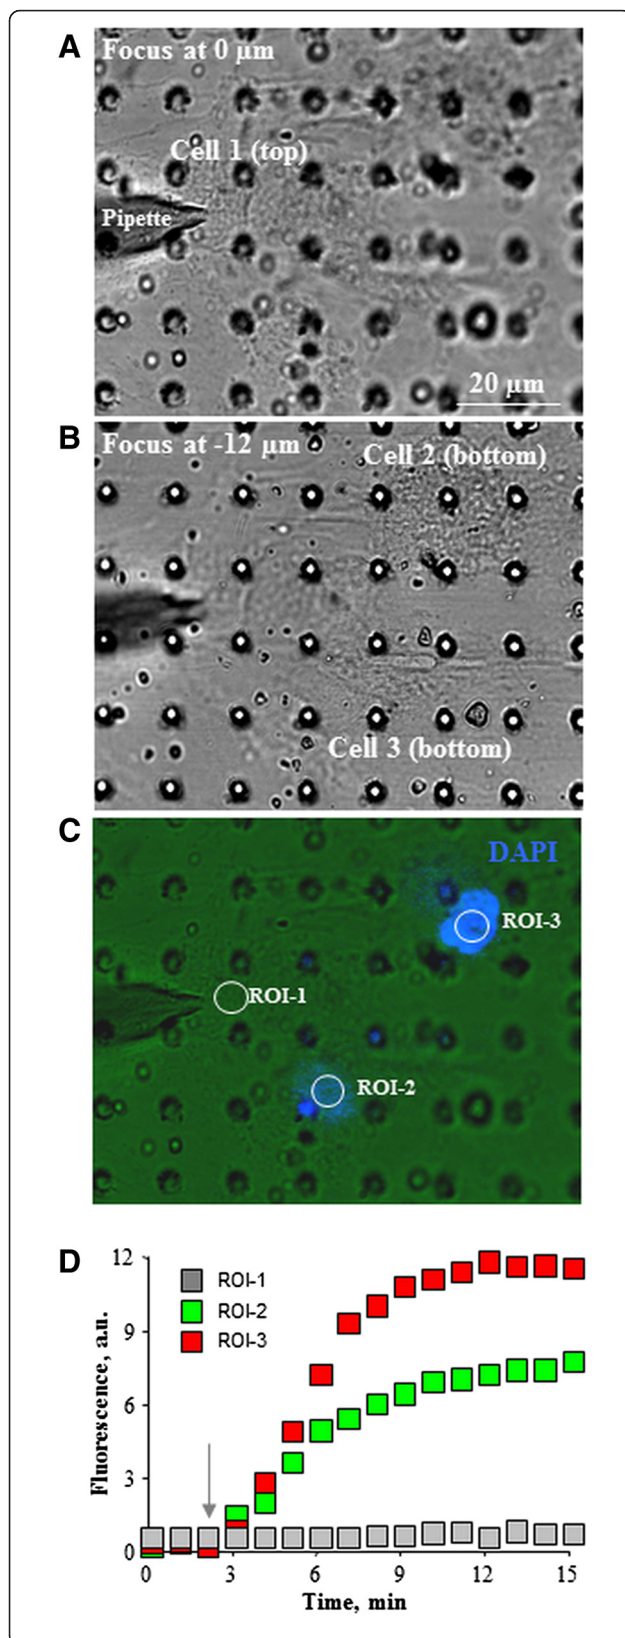 A
Focus at 0 µm
Cell 1 (top)
Pipette
20 µm
B
Focus at -12 µm
Cell 2 (bottom)
Cell 3 (bottom)
C
DAPI
ROI-3
ROI-1
ROI-2
D
12
9
6
3
0
Fluorescence, a.u.
ROI-1
ROI-2
ROI-3
0 3 6 9 12 15
Time, min